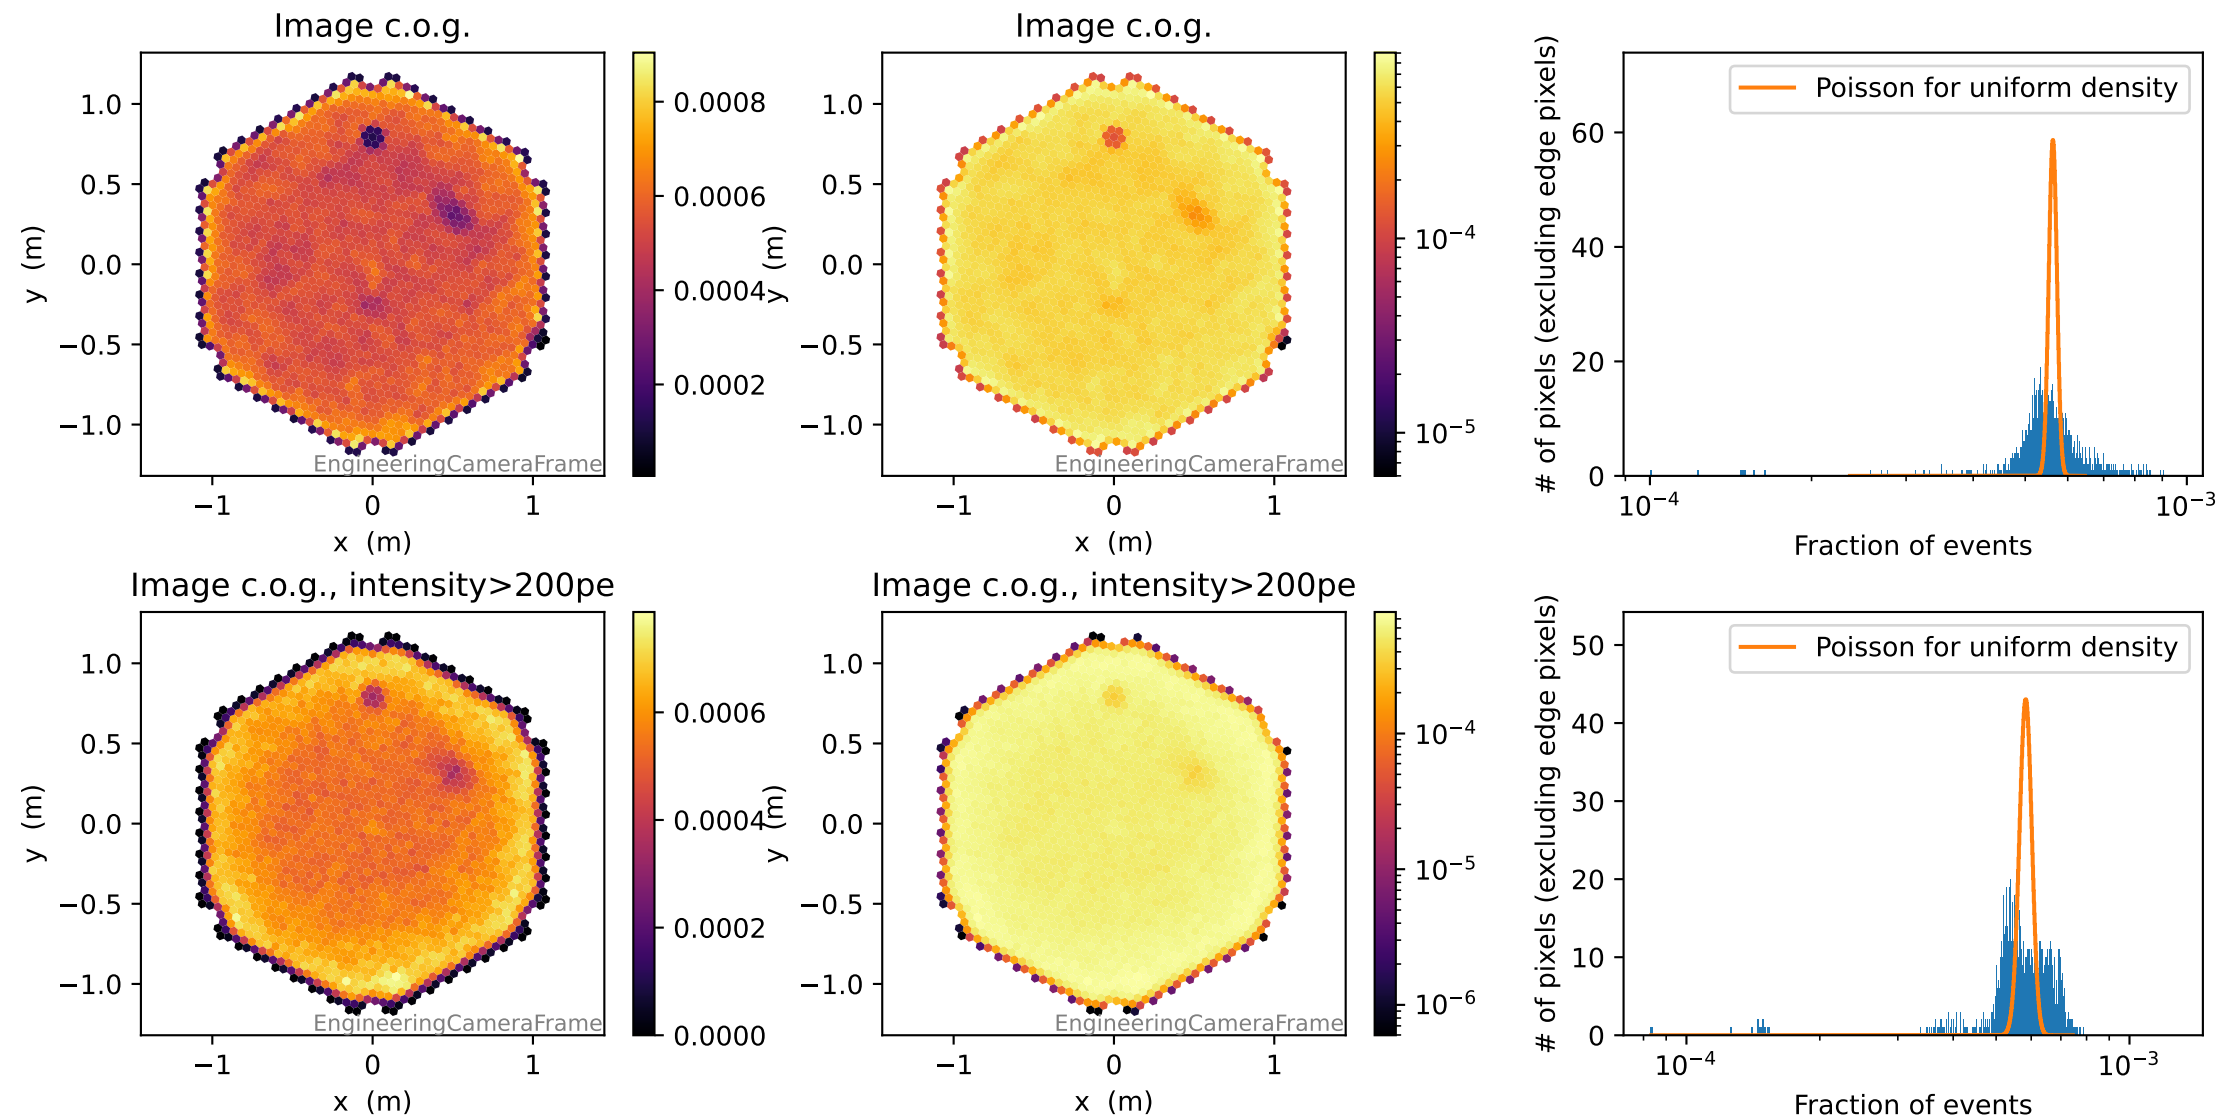 Image c.o.g.
1.0
0.5
0.0
−0.5
−1.0
y (m)
−1
0
1
x (m)
EngineeringCameraFrame
0.0008
0.0006
0.0004
0.0002
Image c.o.g.
1.0
0.5
0.0
−0.5
−1.0
y (m)
−1
0
1
x (m)
EngineeringCameraFrame
10⁻⁴
10⁻⁵
# of pixels (excluding edge pixels)
60
40
20
0
10⁻⁴
10⁻³
Fraction of events
Poisson for uniform density
Image c.o.g., intensity>200pe
1.0
0.5
0.0
−0.5
−1.0
y (m)
−1
0
1
x (m)
EngineeringCameraFrame
0.0006
0.0004
0.0002
0.0000
Image c.o.g., intensity>200pe
1.0
0.5
0.0
−0.5
−1.0
y (m)
−1
0
1
x (m)
EngineeringCameraFrame
10⁻⁴
10⁻⁵
10⁻⁶
# of pixels (excluding edge pixels)
50
40
30
20
10
0
10⁻⁴
10⁻³
Fraction of events
Poisson for uniform density